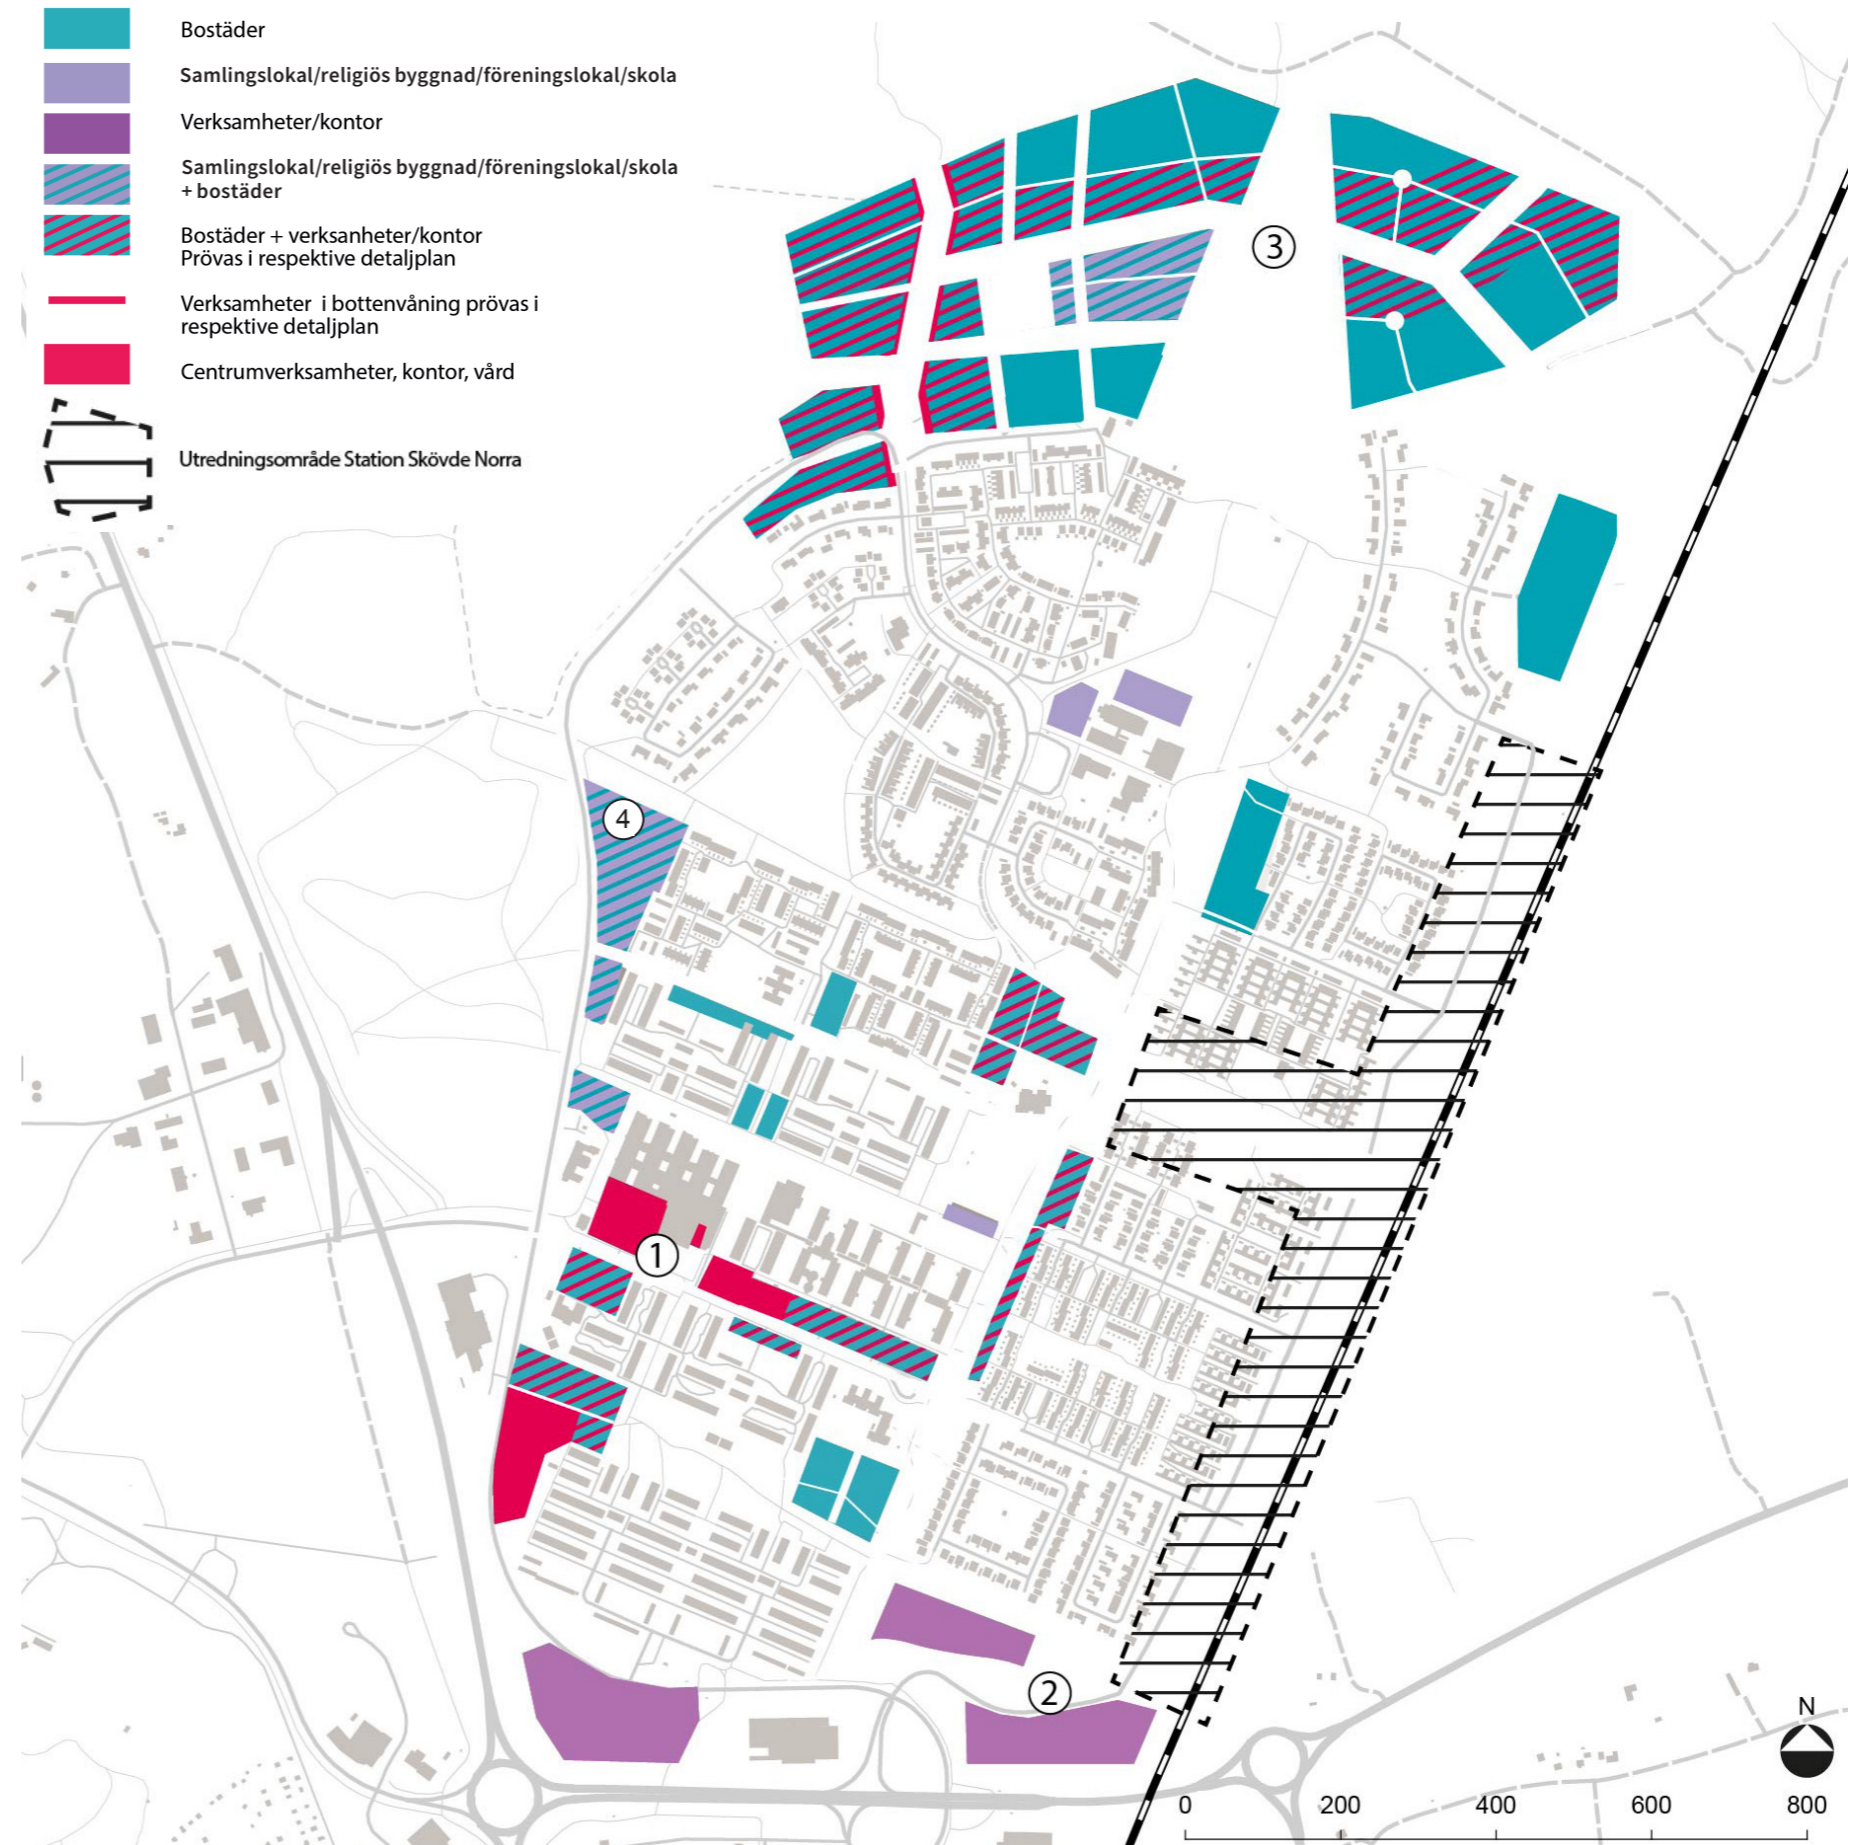 Bostäder
Samlingslokal/religiös byggnad/föreningslokal/skola
Verksamheter/kontor
Samlingslokal/religiös byggnad/föreningslokal/skola
+ bostäder
Bostäder + verksanheter/kontor
Prövas i respektive detaljplan
Verksamheter i bottenvåning prövas i
respektive detaljplan
Centrumverksamheter, kontor, vård
Utredningsområde Station Skövde Norra
3
4
1
2
N
0 200 400 600 800